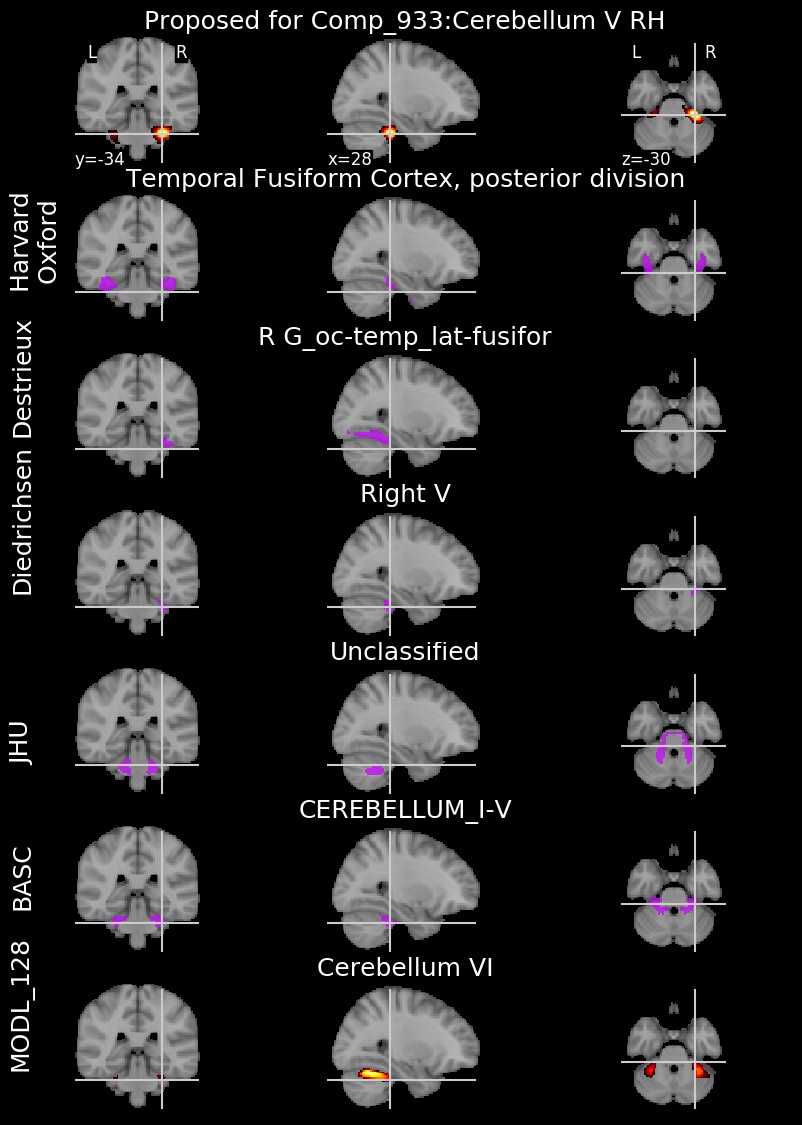 Proposed for Comp_933:Cerebellum V RH
L R
L R
y=-34
x=28
z=-30
Temporal Fusiform Cortex, posterior division
Harvard
Oxford
R G_oc-temp_lat-fusifor
Destrieux
Right V
Diedrichsen
Unclassified
JHU
CEREBELLUM_I-V
BASC
Cerebellum VI
MODL_128